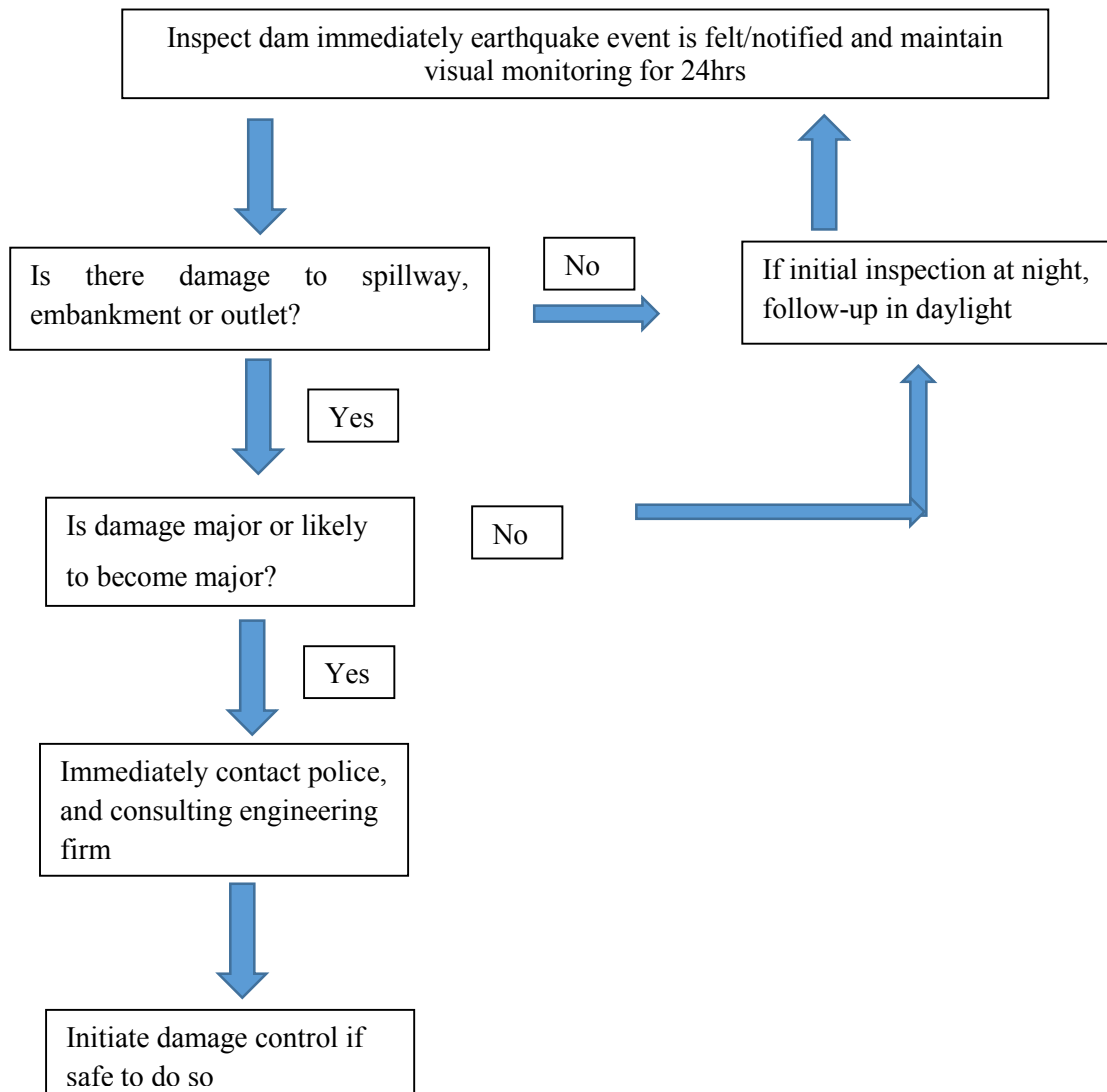 Inspect dam immediately earthquake event is felt/notified and maintain
visual monitoring for 24hrs
Is there damage to spillway,
embankment or outlet?
No
If initial inspection at night,
follow-up in daylight
Yes
Is damage major or likely
to become major?
No
Yes
Immediately contact police,
and consulting engineering
firm
Initiate damage control if
safe to do so